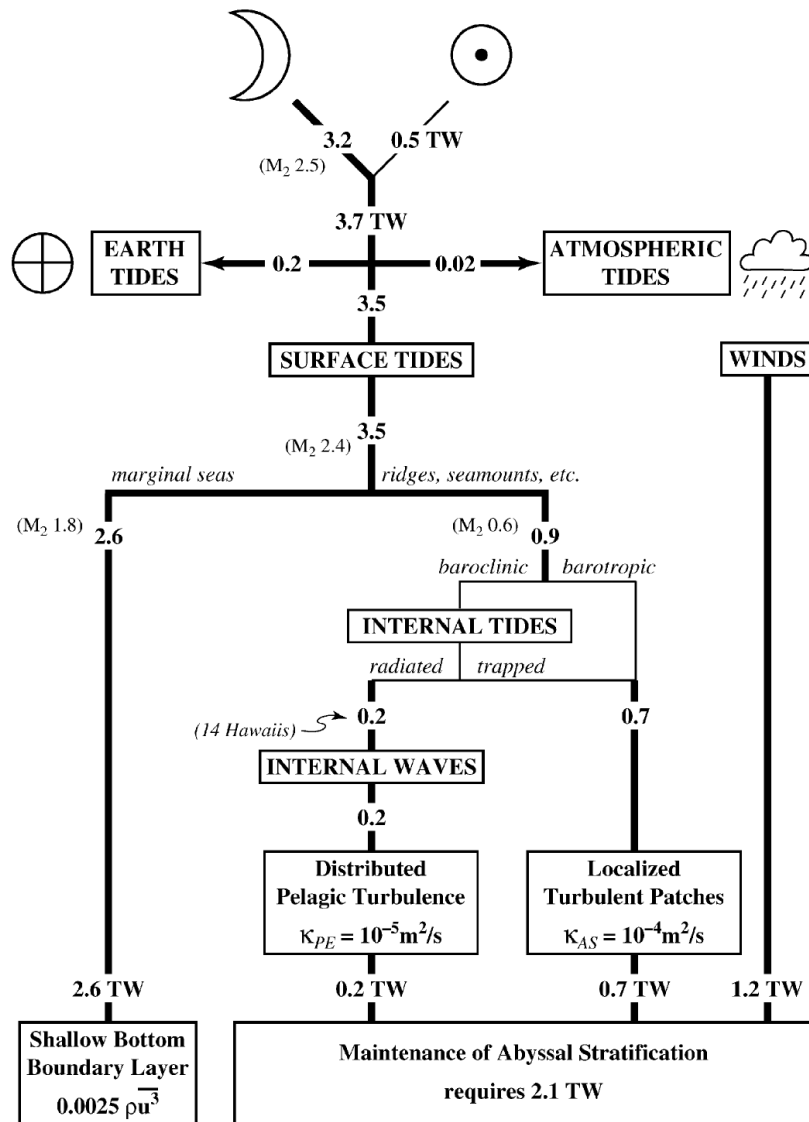 3.2
0.5 TW
(M₂ 2.5)
3.7 TW
EARTH
TIDES
0.2
0.02
ATMOSPHERIC
TIDES
3.5
SURFACE TIDES
WINDS
3.5
(M₂ 2.4)
marginal seas
ridges, seamounts, etc.
(M₂ 1.8)
2.6
(M₂ 0.6)
0.9
baroclinic
barotropic
INTERNAL TIDES
radiated
trapped
(14 Hawaiis)
0.2
0.7
INTERNAL WAVES
0.2
Distributed
Pelagic Turbulence
κ_PE = 10⁻⁵m²/s
Localized
Turbulent Patches
κ_AS = 10⁻⁴m²/s
2.6 TW
0.2 TW
0.7 TW
1.2 TW
Shallow Bottom
Boundary Layer
0.0025 ρu̅³̅
Maintenance of Abyssal Stratification
requires 2.1 TW